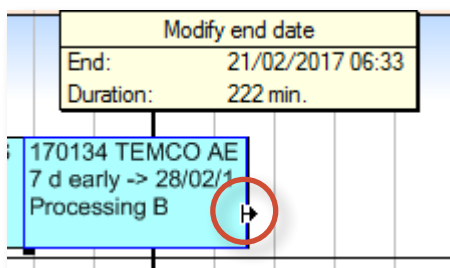 Modify end date
End: 21/02/2017 06:33
Duration: 222 min.
170134 TEMCO AE
7 d early -> 28/02/1
Processing B